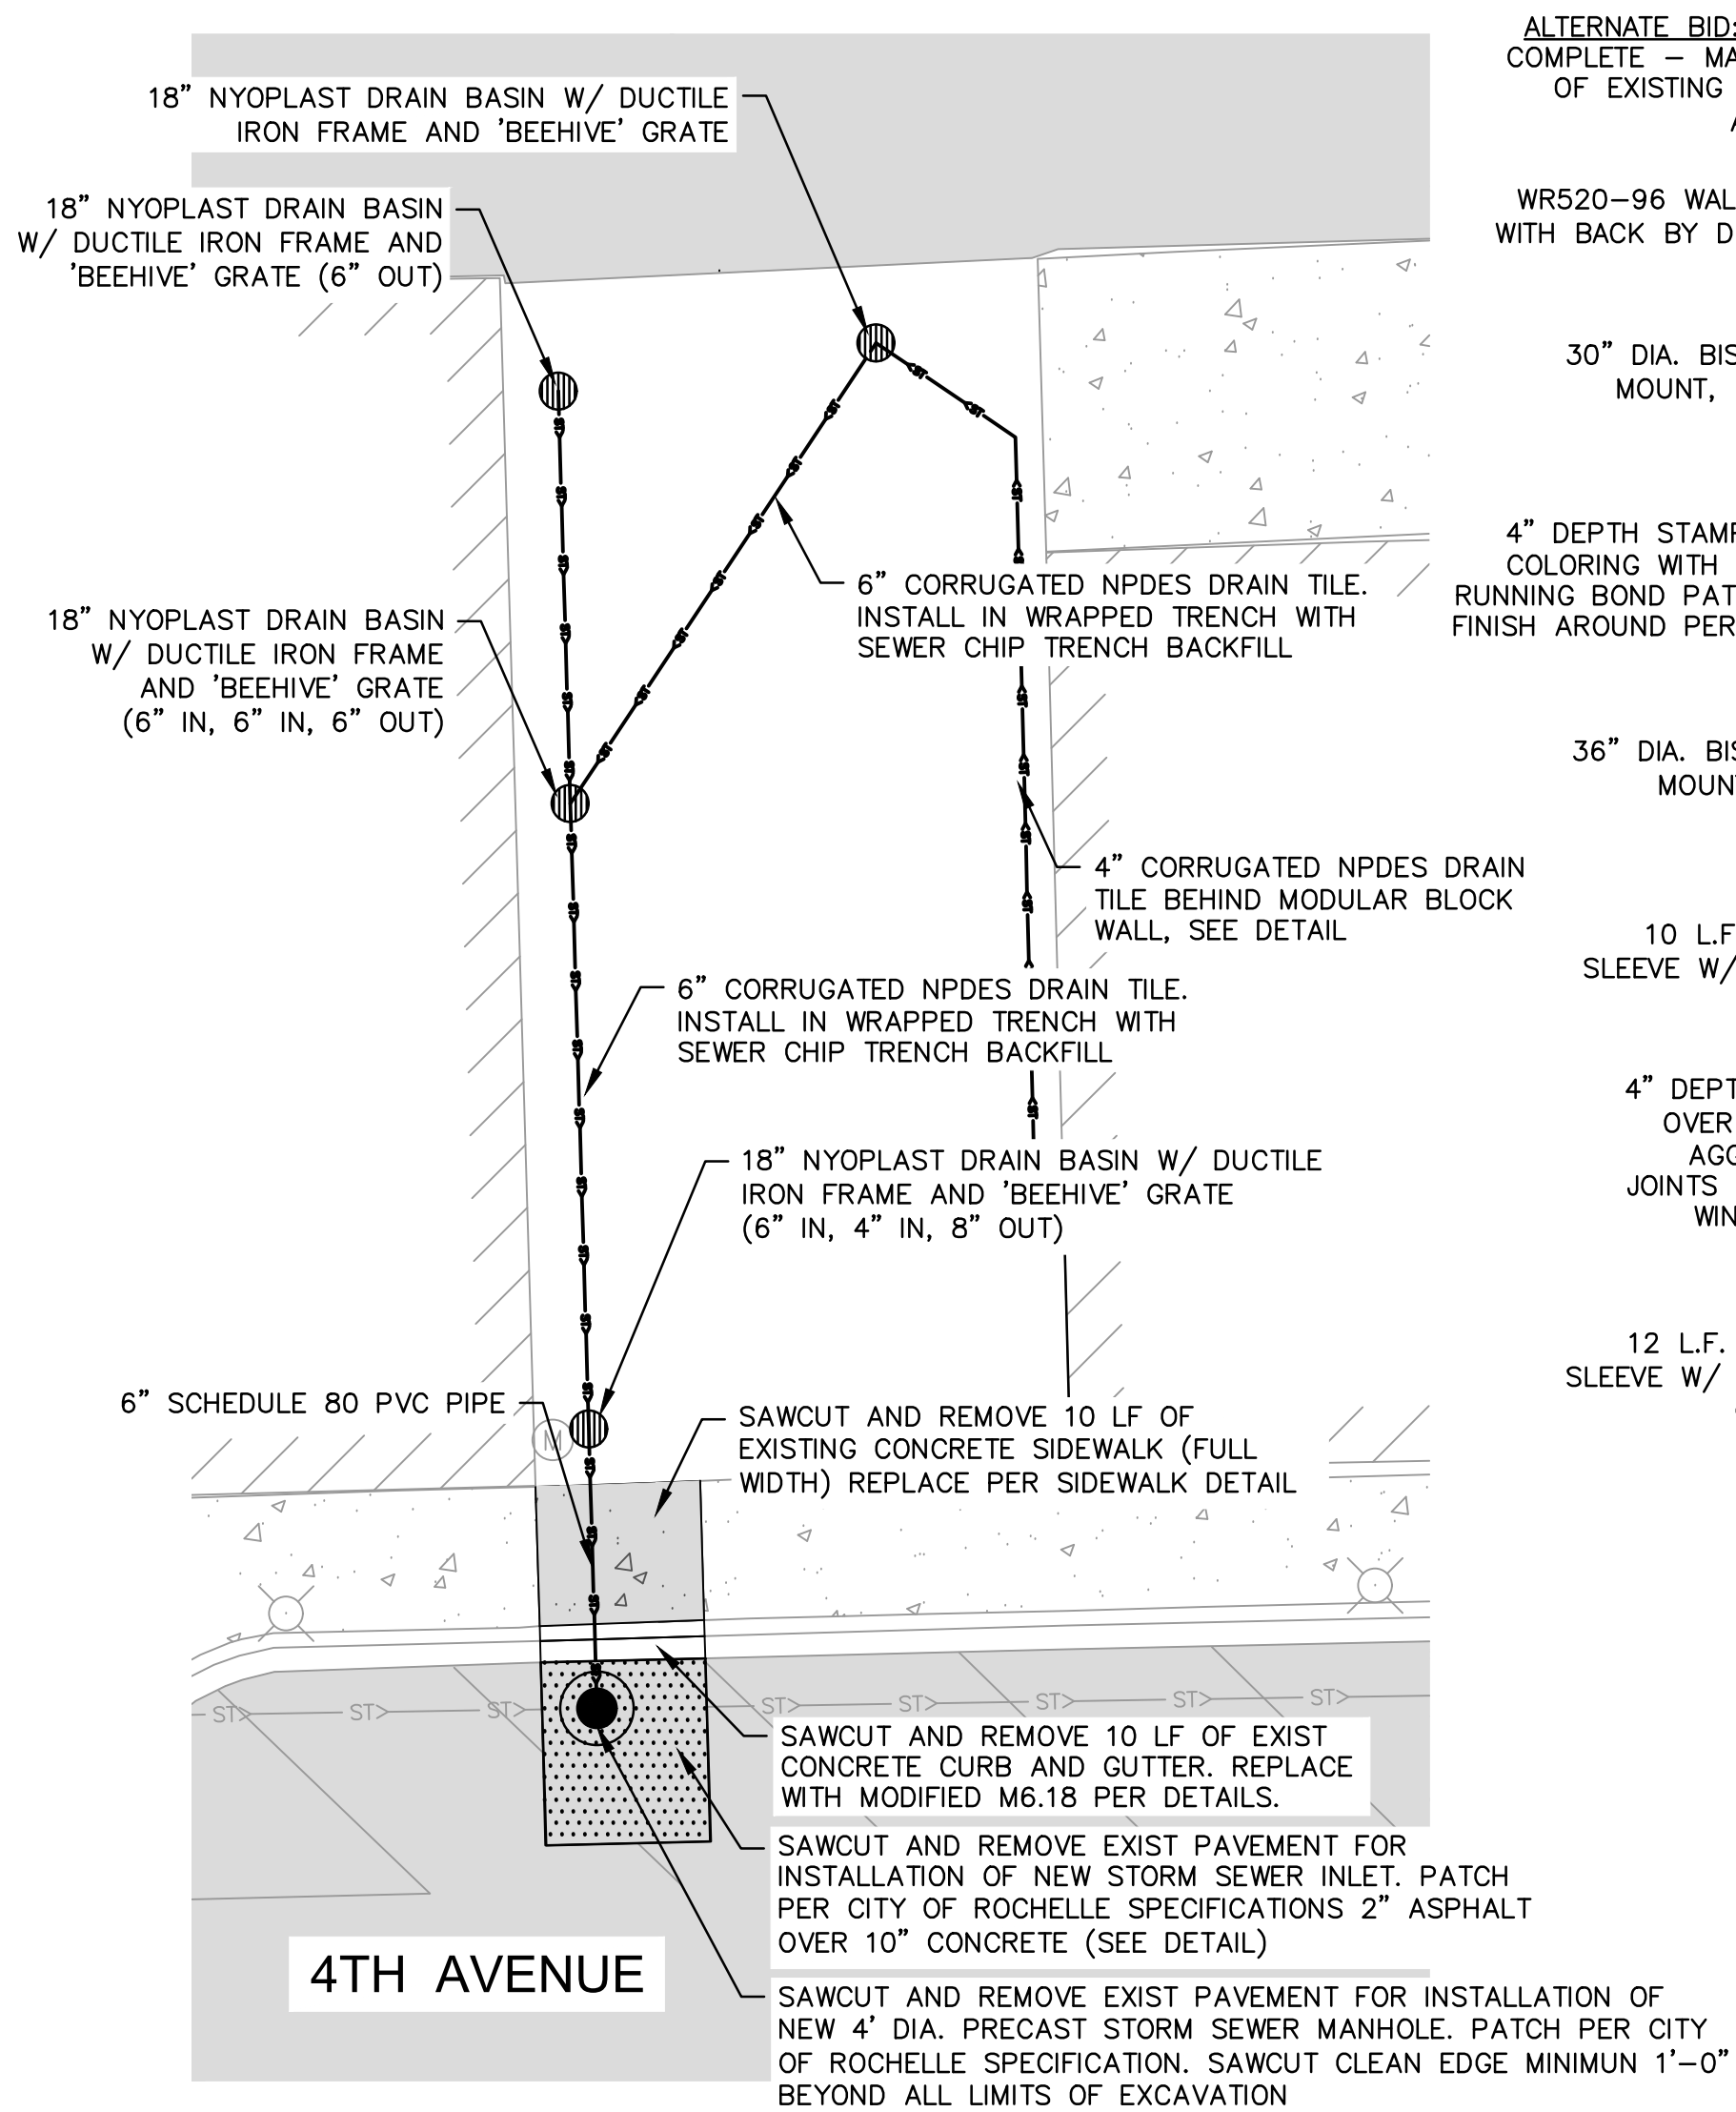 18" NYOPLAST DRAIN BASIN W/ DUCTILE
IRON FRAME AND 'BEEHIVE' GRATE
18" NYOPLAST DRAIN BASIN
W/ DUCTILE IRON FRAME AND
'BEEHIVE' GRATE (6" OUT)
18" NYOPLAST DRAIN BASIN
W/ DUCTILE IRON FRAME
AND 'BEEHIVE' GRATE
(6" IN, 6" IN, 6" OUT)
6" CORRUGATED NPDES DRAIN TILE.
INSTALL IN WRAPPED TRENCH WITH
SEWER CHIP TRENCH BACKFILL
4" CORRUGATED NPDES DRAIN
TILE BEHIND MODULAR BLOCK
WALL, SEE DETAIL
6" CORRUGATED NPDES DRAIN TILE.
INSTALL IN WRAPPED TRENCH WITH
SEWER CHIP TRENCH BACKFILL
18" NYOPLAST DRAIN BASIN W/ DUCTILE
IRON FRAME AND 'BEEHIVE' GRATE
(6" IN, 4" IN, 8" OUT)
6" SCHEDULE 80 PVC PIPE
M
SAWCUT AND REMOVE 10 LF OF
EXISTING CONCRETE SIDEWALK (FULL
WIDTH) REPLACE PER SIDEWALK DETAIL
ST> ST> ST> ST> ST> ST> ST> ST>
SAWCUT AND REMOVE 10 LF OF EXIST
CONCRETE CURB AND GUTTER. REPLACE
WITH MODIFIED M6.18 PER DETAILS.
SAWCUT AND REMOVE EXIST PAVEMENT FOR
INSTALLATION OF NEW STORM SEWER INLET. PATCH
PER CITY OF ROCHELLE SPECIFICATIONS 2" ASPHALT
OVER 10" CONCRETE (SEE DETAIL)
4TH AVENUE
SAWCUT AND REMOVE EXIST PAVEMENT FOR INSTALLATION OF
NEW 4' DIA. PRECAST STORM SEWER MANHOLE. PATCH PER CITY
OF ROCHELLE SPECIFICATION. SAWCUT CLEAN EDGE MINIMUN 1'-0"
BEYOND ALL LIMITS OF EXCAVATION
ALTERNATE BID:
COMPLETE - MA
OF EXISTING
WR520-96 WAL
WITH BACK BY D
30" DIA. BIS
MOUNT,
4" DEPTH STAMP
COLORING WITH
RUNNING BOND PAT
FINISH AROUND PER
36" DIA. BIS
MOUN
10 L.F
SLEEVE W/
4" DEPT
OVER
AGG
JOINTS
WIN
12 L.F.
SLEEVE W/